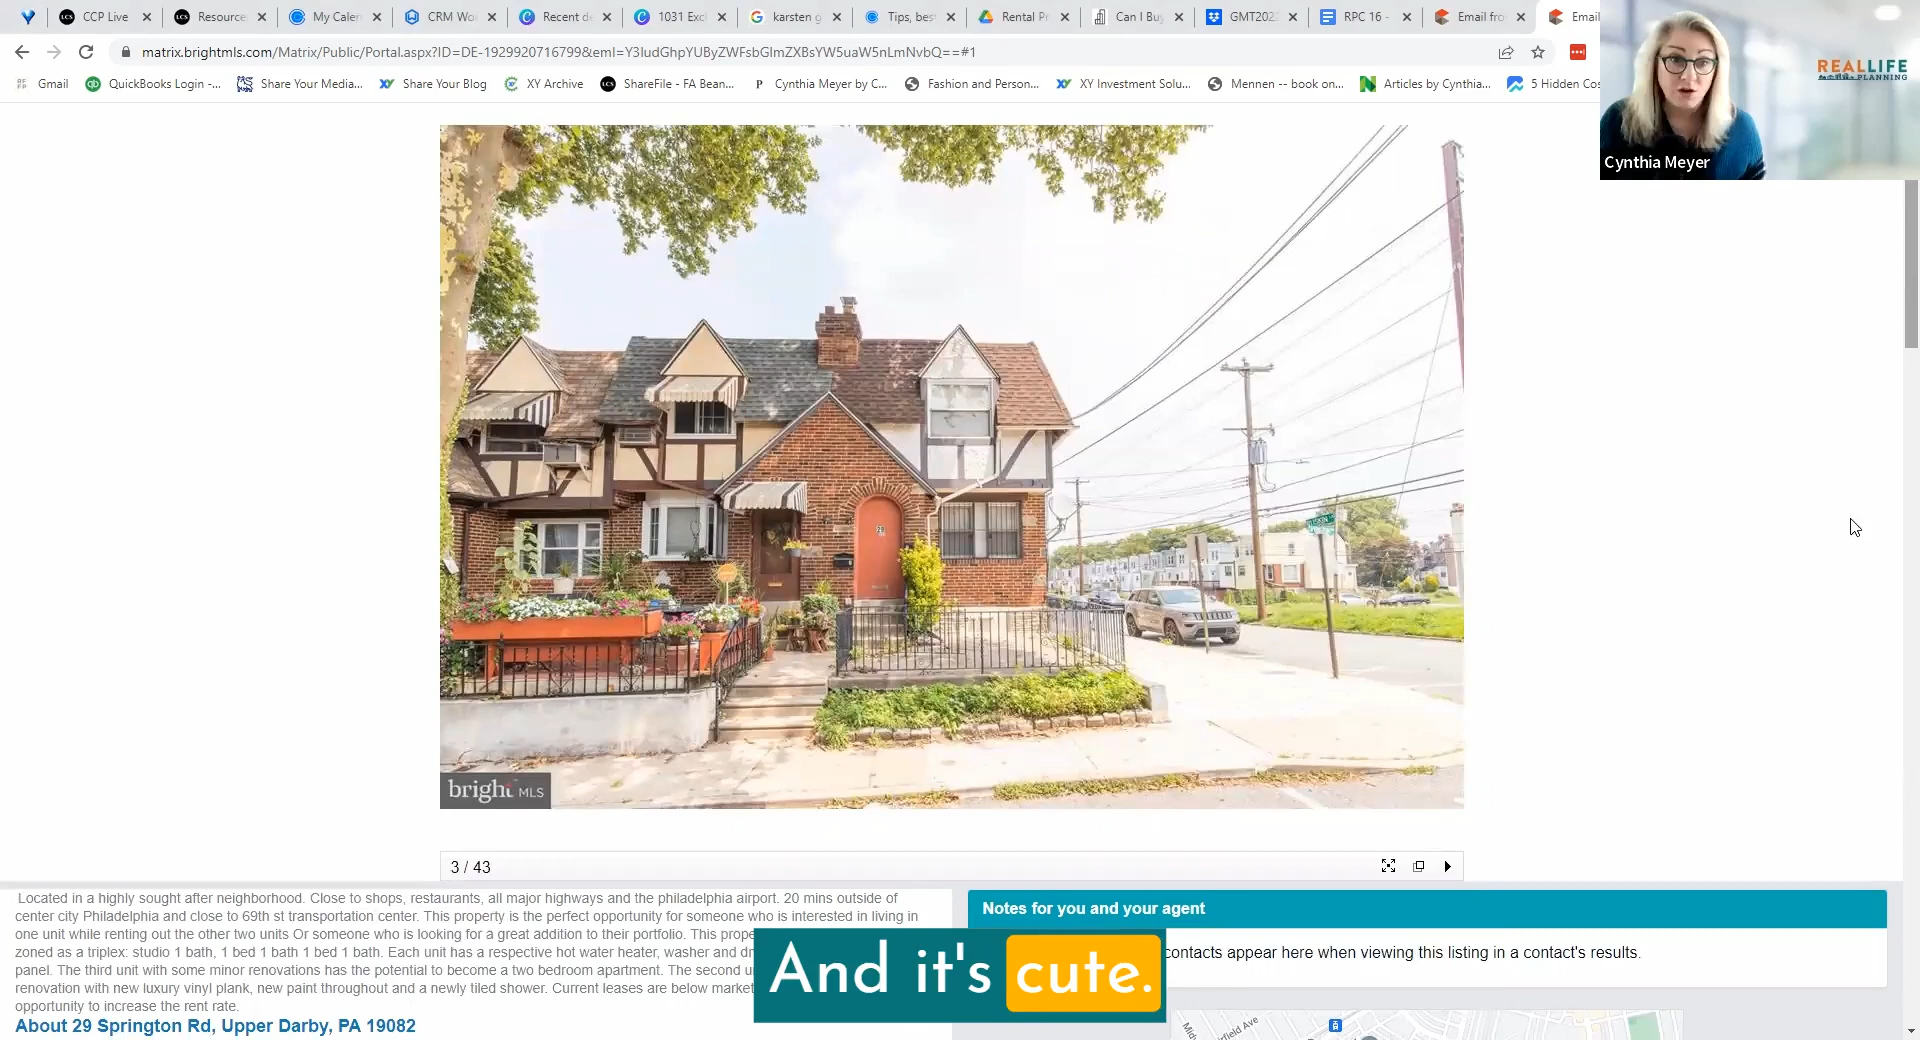 CCP Live
Resource
My Caler
CRM Wo
Recent d
1031 Exc
karsten g
Tips, bes
Rental Pr
Can I Bu
GMT202
RPC 16 -
Email fro
Email
matrix.brightmls.com/Matrix/Public/Portal.aspx?ID=DE-1929920716799&eml=Y3IudGhpYUByZWFsbGlmZXBsYW5uaW5nLmNvbQ==#1
Gmail
QuickBooks Login -...
Share Your Media...
Share Your Blog
XY Archive
ShareFile - FA Bean...
Cynthia Meyer by C...
Fashion and Person...
XY Investment Solu...
Mennen -- book on...
Articles by Cynthia...
5 Hidden Cos
REALLIFE
PLANNING
Cynthia Meyer
bright MLS
3 / 43
Located in a highly sought after neighborhood. Close to shops, restaurants, all major highways and the philadelphia airport. 20 mins outside of
center city Philadelphia and close to 69th st transportation center. This property is the perfect opportunity for someone who is interested in living in
one unit while renting out the other two units Or someone who is looking for a great addition to their portfolio. This prope
zoned as a triplex: studio 1 bath, 1 bed 1 bath 1 bed 1 bath. Each unit has a respective hot water heater, washer and dr
panel. The third unit with some minor renovations has the potential to become a two bedroom apartment. The second u
renovation with new luxury vinyl plank, new paint throughout and a newly tiled shower. Current leases are below market
opportunity to increase the rent rate.
About 29 Springton Rd, Upper Darby, PA 19082
Notes for you and your agent
contacts appear here when viewing this listing in a contact's results.
And it's cute.